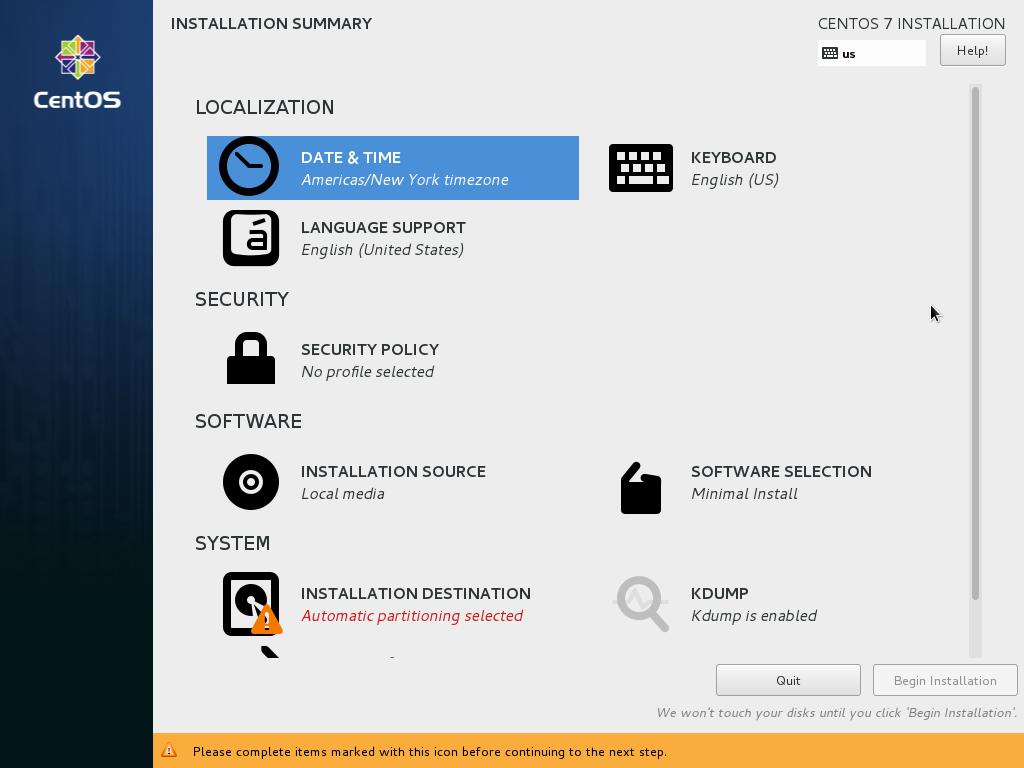 INSTALLATION SUMMARY
CENTOS 7 INSTALLATION
us
Help!
CentOS
LOCALIZATION
DATE & TIME
Americas/New York timezone
KEYBOARD
English (US)
á
LANGUAGE SUPPORT
English (United States)
SECURITY
SECURITY POLICY
No profile selected
SOFTWARE
INSTALLATION SOURCE
Local media
SOFTWARE SELECTION
Minimal Install
SYSTEM
INSTALLATION DESTINATION
Automatic partitioning selected
KDUMP
Kdump is enabled
Quit
Begin Installation
We won't touch your disks until you click 'Begin Installation'.
Please complete items marked with this icon before continuing to the next step.